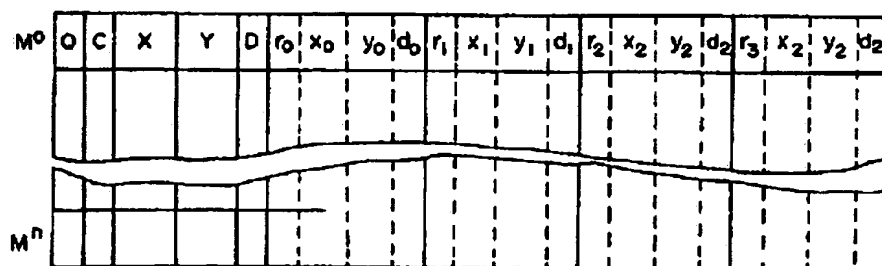 M⁰ O C X Y D r₀ x₀ y₀ d₀ r₁ x₁ y₁ d₁ r₂ x₂ y₂ d₂ r₃ x₂ y₂ d₂
Mⁿ